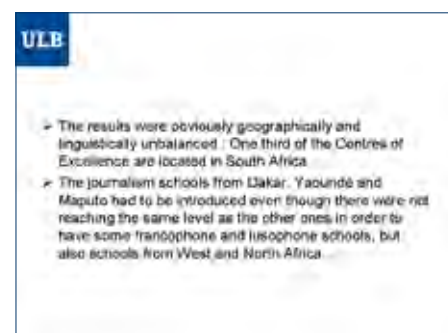 ULB
➢ The results were obviously geographically and
linguistically unbalanced : One third of the Centres of
Excellence are located in South Africa
➢ The journalism schools from Dakar, Yaoundé and
Maputo had to be introduced even though there were not
reaching the same level as the other ones in order to
have some francophone and lusophone schools, but
also schools from West and North Africa